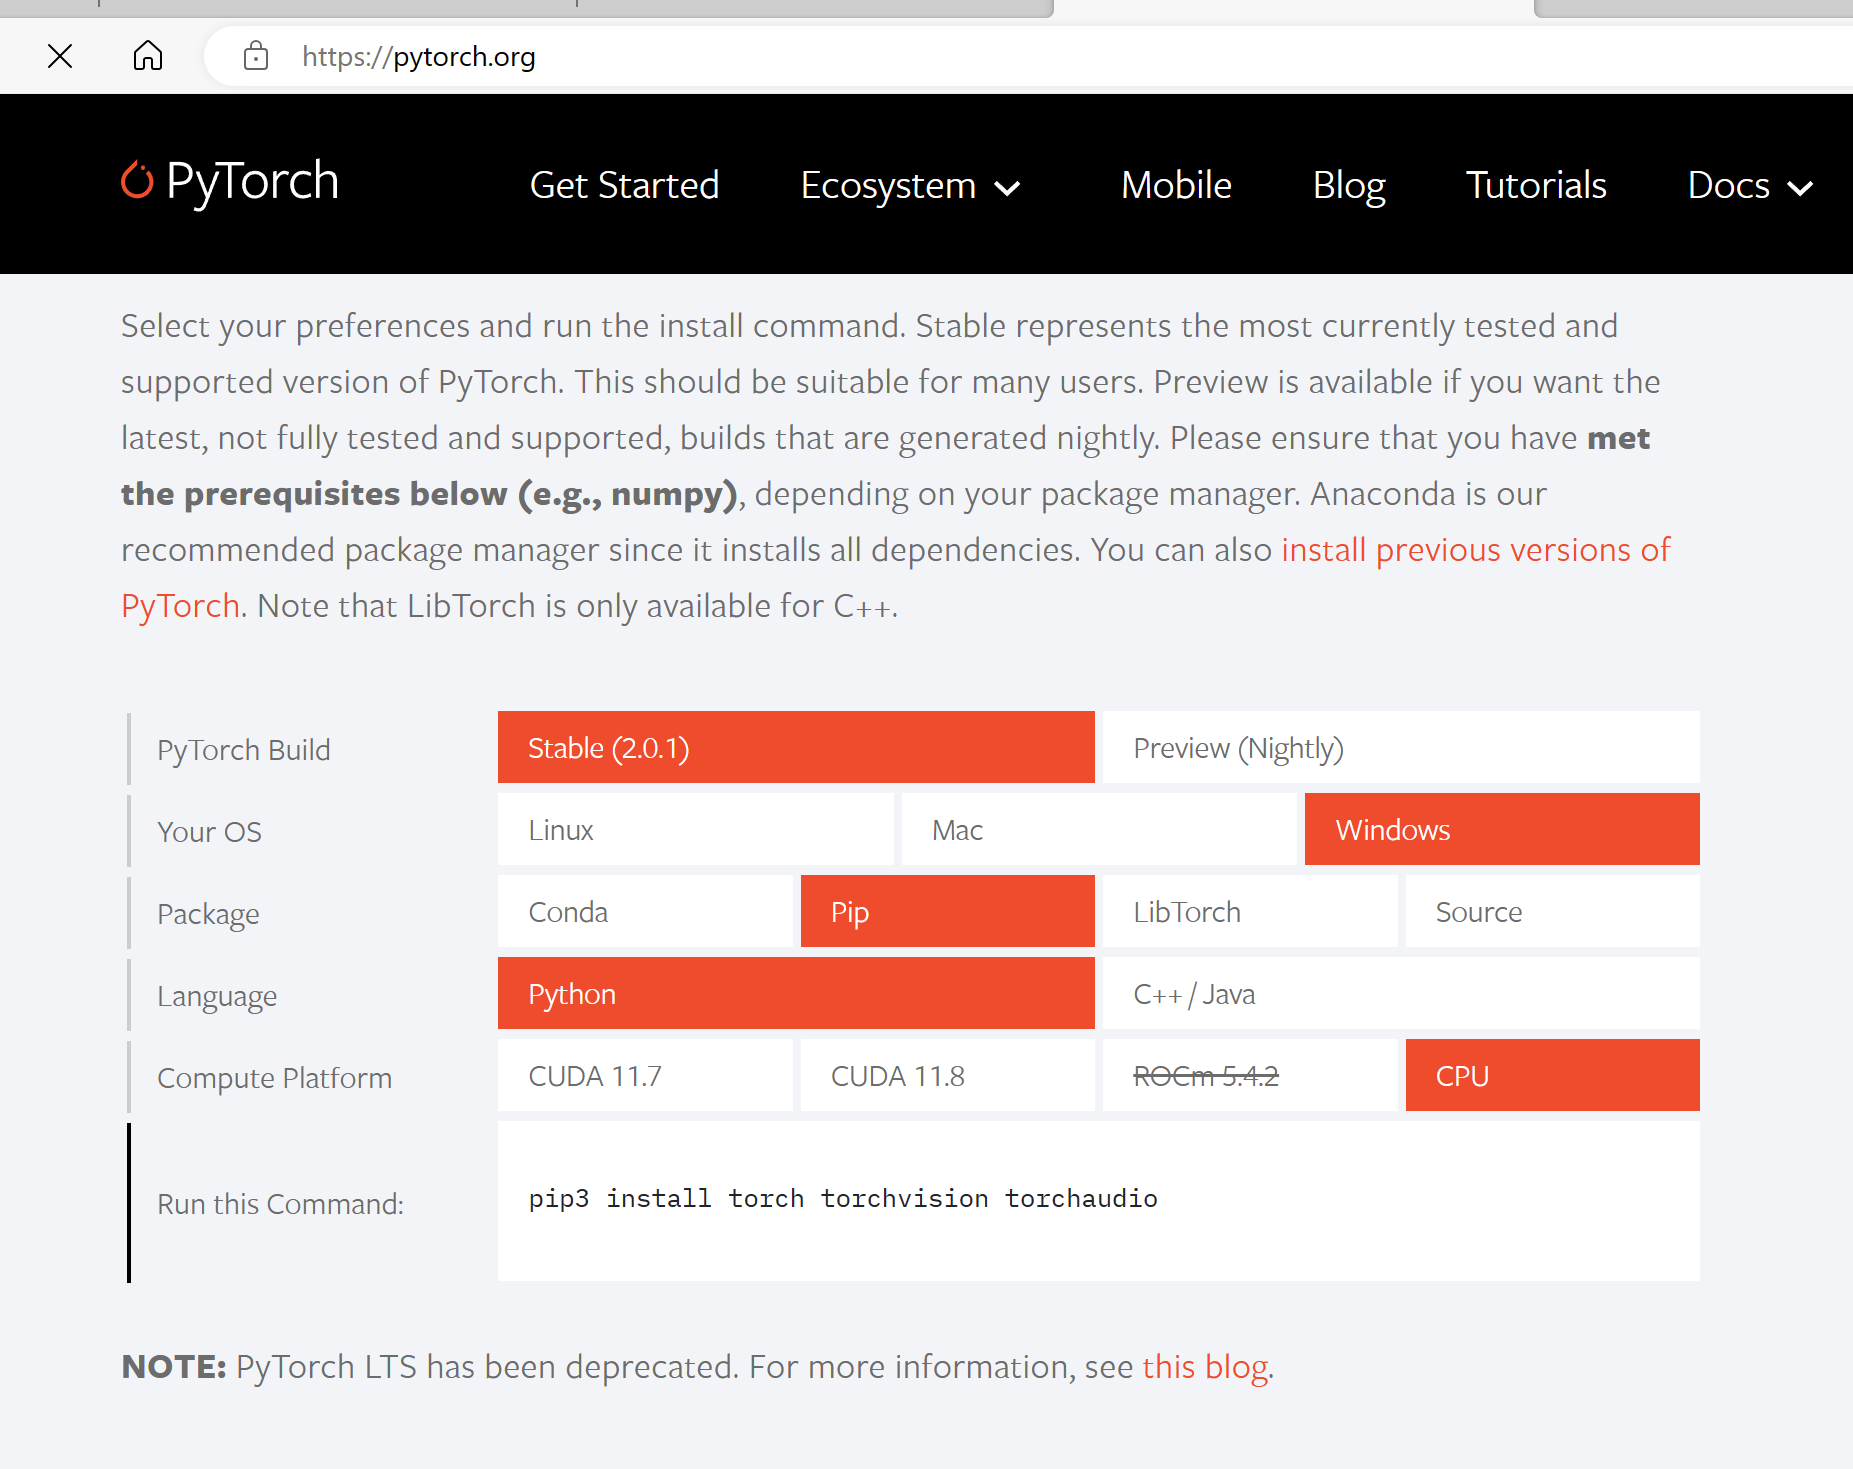 https://pytorch.org
PyTorch Get Started Ecosystem Mobile Blog Tutorials Docs
Select your preferences and run the install command. Stable represents the most currently tested and
supported version of PyTorch. This should be suitable for many users. Preview is available if you want the
latest, not fully tested and supported, builds that are generated nightly. Please ensure that you have met
the prerequisites below (e.g., numpy), depending on your package manager. Anaconda is our
recommended package manager since it installs all dependencies. You can also install previous versions of
PyTorch. Note that LibTorch is only available for C++.
PyTorch Build Stable (2.0.1) Preview (Nightly)
Your OS Linux Mac Windows
Package Conda Pip LibTorch Source
Language Python C++ / Java
Compute Platform CUDA 11.7 CUDA 11.8 ROCm 5.4.2 CPU
Run this Command: pip3 install torch torchvision torchaudio
NOTE: PyTorch LTS has been deprecated. For more information, see this blog.